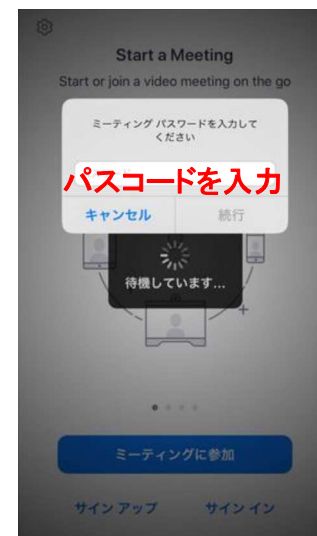 Start a Meeting
Start or join a video meeting on the go
ミーティング パスワードを入力して
ください
パスコードを入力
キャンセル
続行
待機しています...
ミーティングに参加
サイン アップ
サイン イン